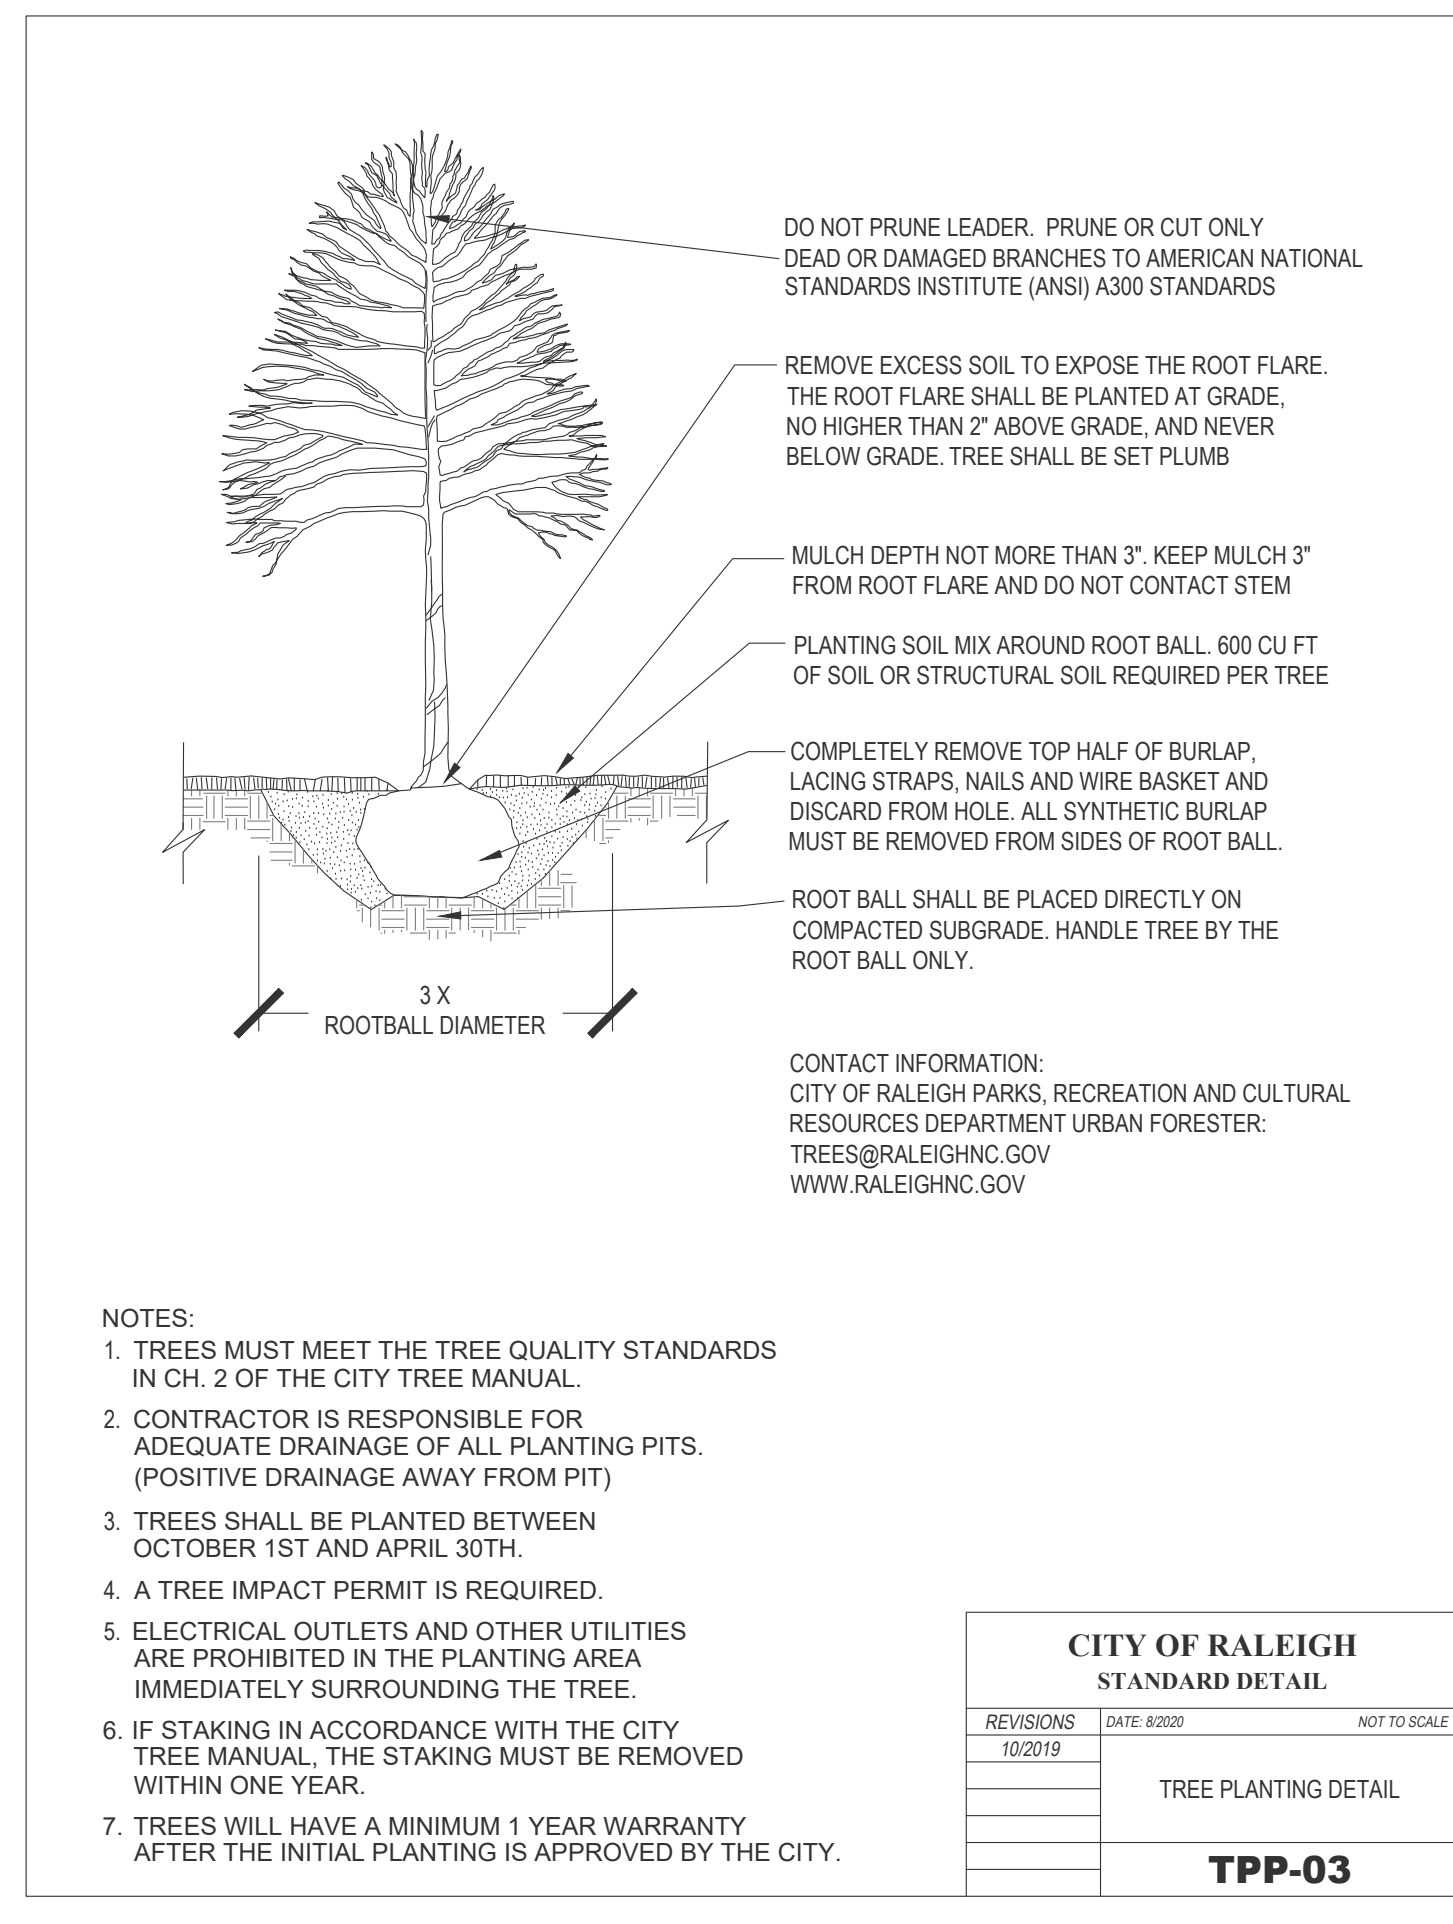 DO NOT PRUNE LEADER. PRUNE OR CUT ONLY
DEAD OR DAMAGED BRANCHES TO AMERICAN NATIONAL
STANDARDS INSTITUTE (ANSI) A300 STANDARDS
REMOVE EXCESS SOIL TO EXPOSE THE ROOT FLARE.
THE ROOT FLARE SHALL BE PLANTED AT GRADE,
NO HIGHER THAN 2" ABOVE GRADE, AND NEVER
BELOW GRADE. TREE SHALL BE SET PLUMB
MULCH DEPTH NOT MORE THAN 3". KEEP MULCH 3"
FROM ROOT FLARE AND DO NOT CONTACT STEM
PLANTING SOIL MIX AROUND ROOT BALL. 600 CU FT
OF SOIL OR STRUCTURAL SOIL REQUIRED PER TREE
COMPLETELY REMOVE TOP HALF OF BURLAP,
LACING STRAPS, NAILS AND WIRE BASKET AND
DISCARD FROM HOLE. ALL SYNTHETIC BURLAP
MUST BE REMOVED FROM SIDES OF ROOT BALL.
ROOT BALL SHALL BE PLACED DIRECTLY ON
COMPACTED SUBGRADE. HANDLE TREE BY THE
ROOT BALL ONLY.
3 X
ROOTBALL DIAMETER
CONTACT INFORMATION:
CITY OF RALEIGH PARKS, RECREATION AND CULTURAL
RESOURCES DEPARTMENT URBAN FORESTER:
TREES@RALEIGHNC.GOV
WWW.RALEIGHNC.GOV
NOTES:
1. TREES MUST MEET THE TREE QUALITY STANDARDS
IN CH. 2 OF THE CITY TREE MANUAL.
2. CONTRACTOR IS RESPONSIBLE FOR
ADEQUATE DRAINAGE OF ALL PLANTING PITS.
(POSITIVE DRAINAGE AWAY FROM PIT)
3. TREES SHALL BE PLANTED BETWEEN
OCTOBER 1ST AND APRIL 30TH.
4. A TREE IMPACT PERMIT IS REQUIRED.
5. ELECTRICAL OUTLETS AND OTHER UTILITIES
ARE PROHIBITED IN THE PLANTING AREA
IMMEDIATELY SURROUNDING THE TREE.
6. IF STAKING IN ACCORDANCE WITH THE CITY
TREE MANUAL, THE STAKING MUST BE REMOVED
WITHIN ONE YEAR.
7. TREES WILL HAVE A MINIMUM 1 YEAR WARRANTY
AFTER THE INITIAL PLANTING IS APPROVED BY THE CITY.
CITY OF RALEIGH
STANDARD DETAIL
REVISIONS
DATE: 8/2020
NOT TO SCALE
10/2019
TREE PLANTING DETAIL
TPP-03